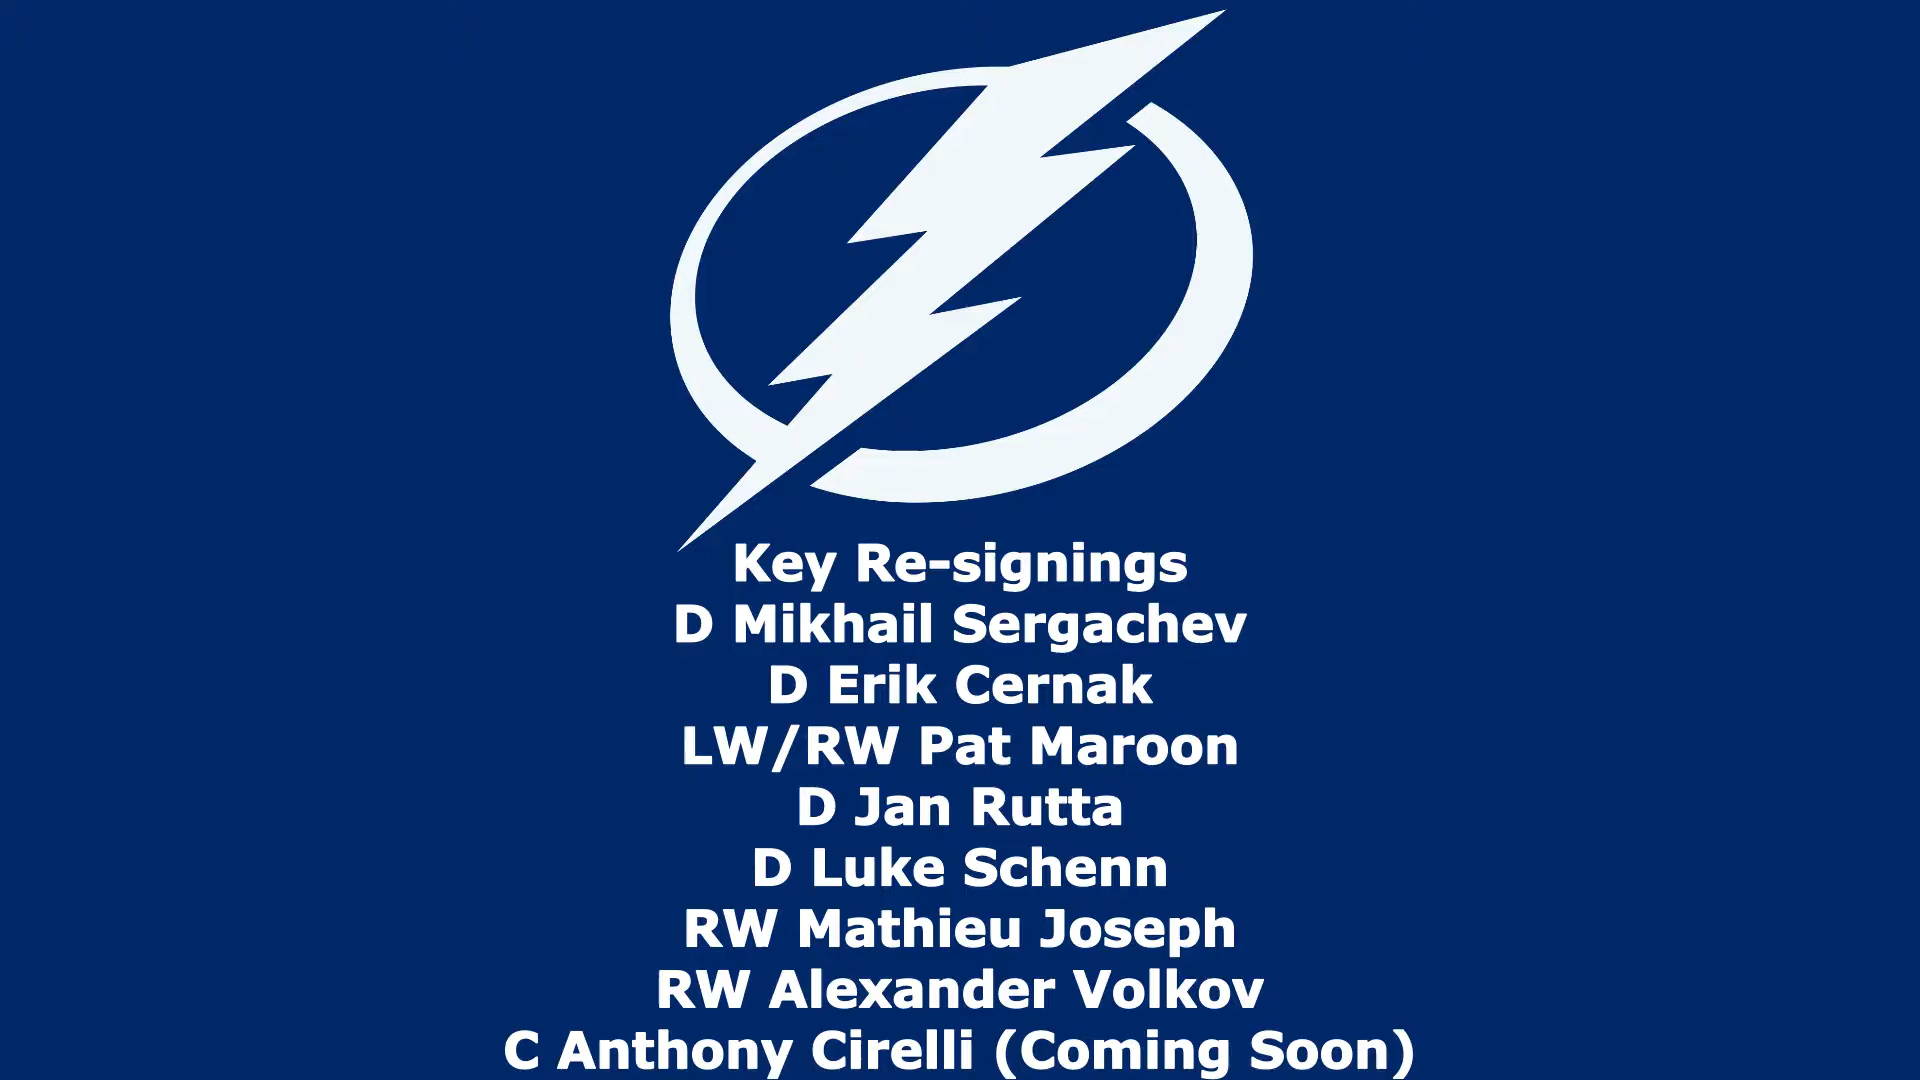 Key Re-signings
D Mikhail Sergachev
D Erik Cernak
LW/RW Pat Maroon
D Jan Rutta
D Luke Schenn
RW Mathieu Joseph
RW Alexander Volkov
C Anthony Cirelli (Coming Soon)